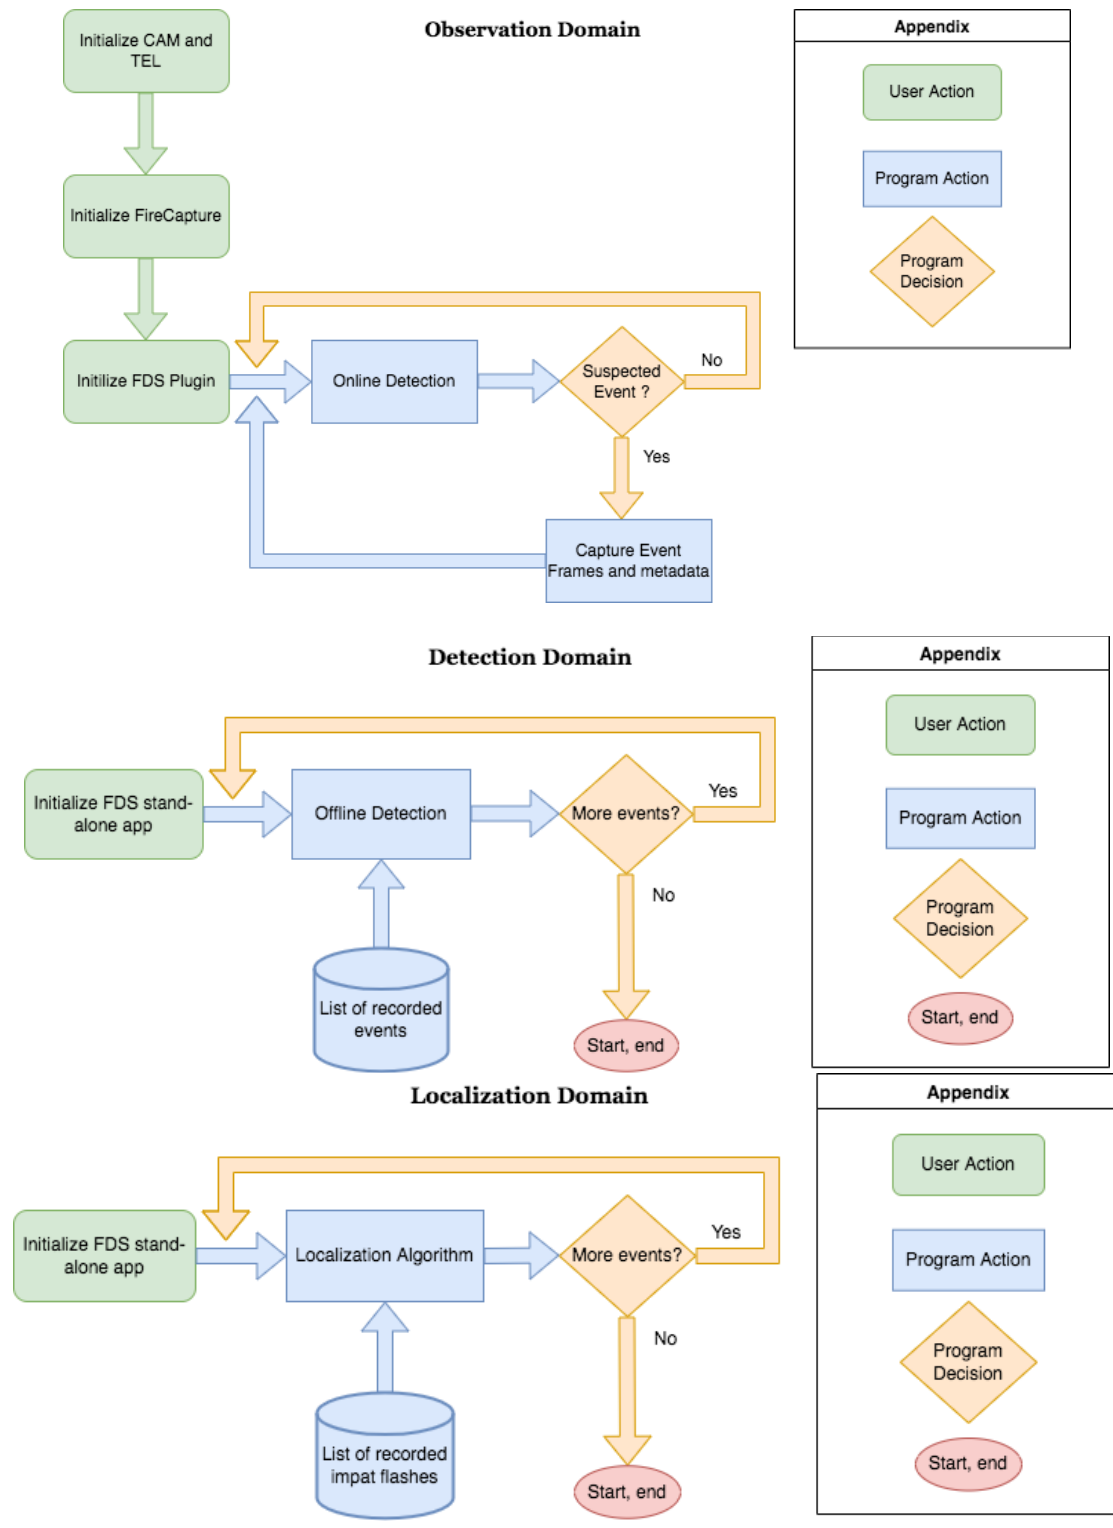 Observation Domain
Initialize CAM and
TEL
Initialize FireCapture
Initilize FDS Plugin
Online Detection
Suspected
Event ?
No
Yes
Capture Event
Frames and metadata
Appendix
User Action
Program Action
Program
Decision
Detection Domain
Initialize FDS stand-
alone app
Offline Detection
More events?
Yes
No
List of recorded
events
Start, end
Appendix
User Action
Program Action
Program
Decision
Start, end
Localization Domain
Initialize FDS stand-
alone app
Localization Algorithm
More events?
Yes
No
List of recorded
impat flashes
Start, end
Appendix
User Action
Program Action
Program
Decision
Start, end